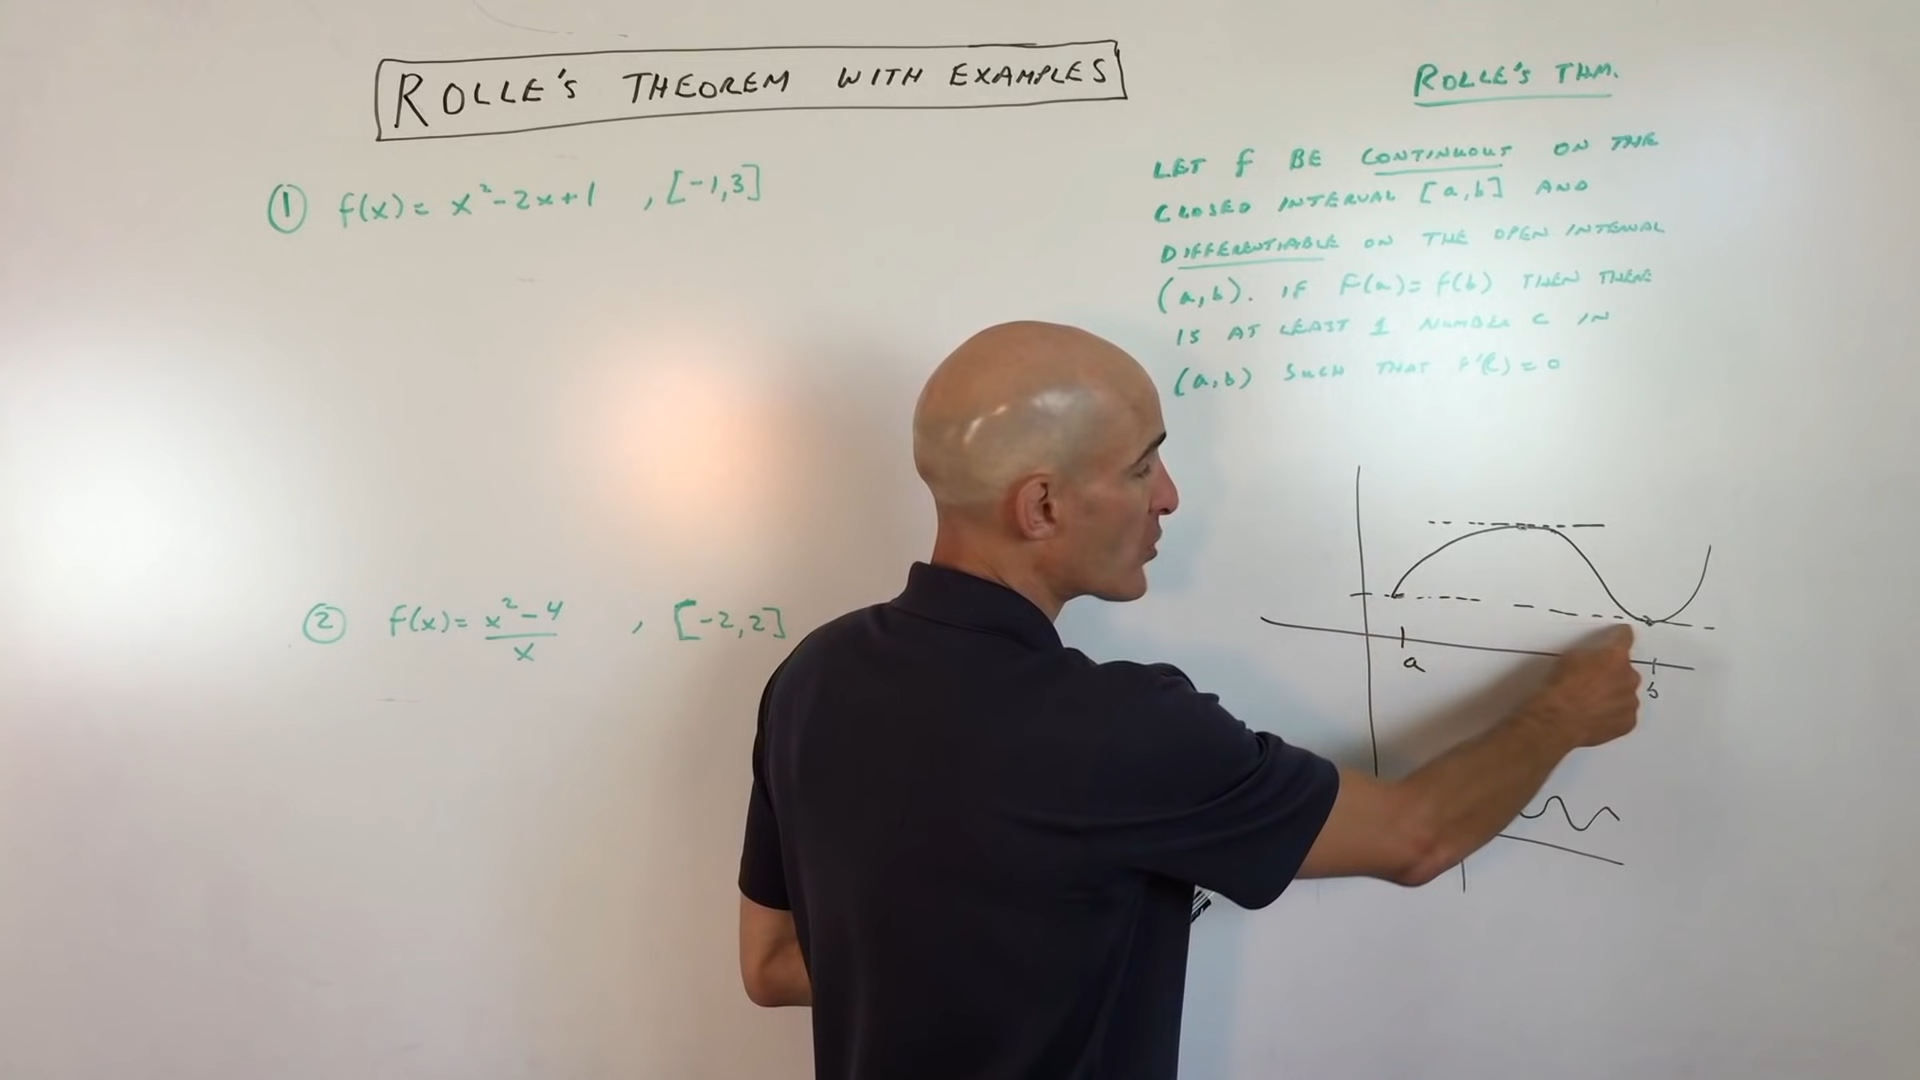 ROLLE'S THEOREM WITH EXAMPLES
① f(x) = x²-2x+1 , [-1,3]
② f(x) = x²-4/x , [-2,2]
ROLLE'S THM.
LET f BE CONTINUOUS ON THE
CLOSED INTERVAL [a,b] AND
DIFFERENTIABLE ON THE OPEN INTERVAL
(a,b). IF F(a) = f(b) THEN THERE
IS AT LEAST 1 NUMBER C IN
(a,b) SUCH THAT F'(C) = 0
a
b